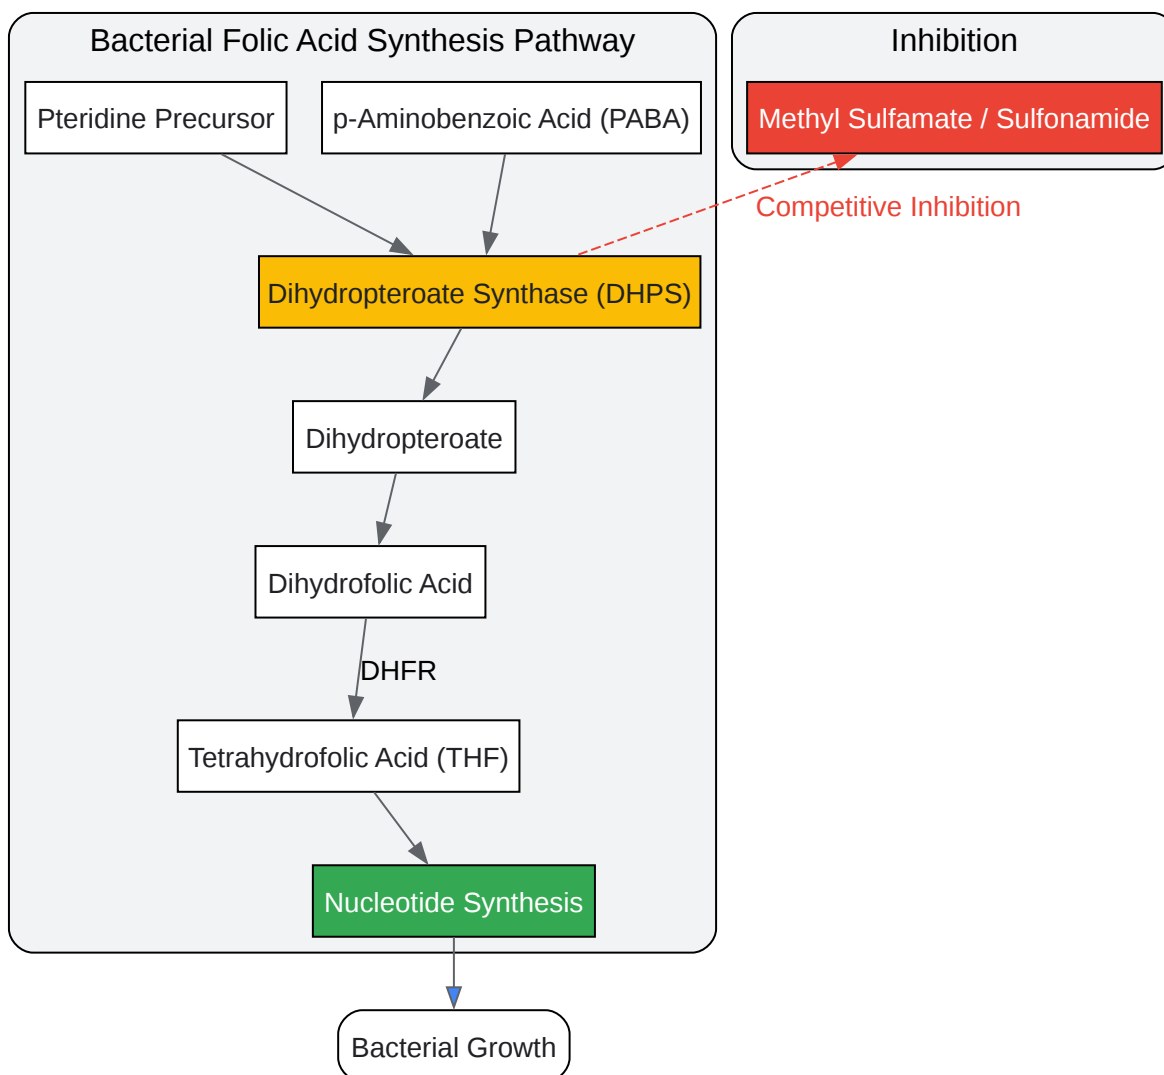 Bacterial Folic Acid Synthesis Pathway
Inhibition
Pteridine Precursor
p-Aminobenzoic Acid (PABA)
Methyl Sulfamate / Sulfonamide
Competitive Inhibition
Dihydropteroate Synthase (DHPS)
Dihydropteroate
Dihydrofolic Acid
DHFR
Tetrahydrofolic Acid (THF)
Nucleotide Synthesis
Bacterial Growth